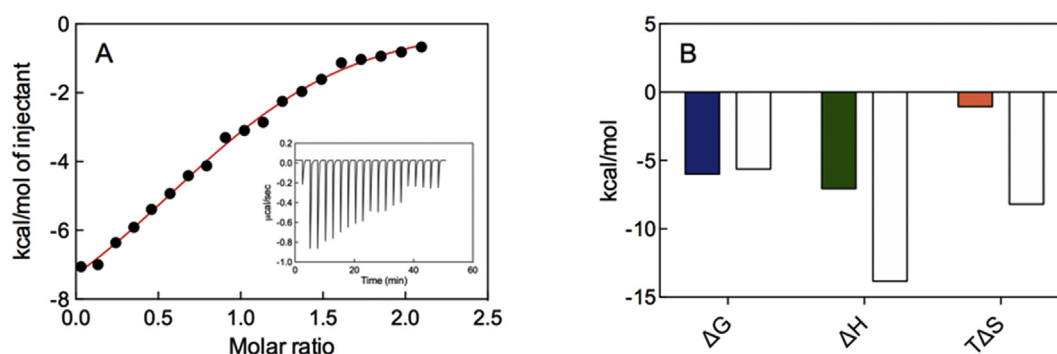 A
kcal/mol of injectant
0
-2
-4
-6
-8
0.0 0.5 1.0 1.5 2.0 2.5
Molar ratio
µcal/sec
0.2
0.0
-0.2
-0.4
-0.6
-0.8
-1.0
0 20 40 60
Time (min)
B
kcal/mol
5
0
-5
-10
-15
ΔG ΔH TΔS